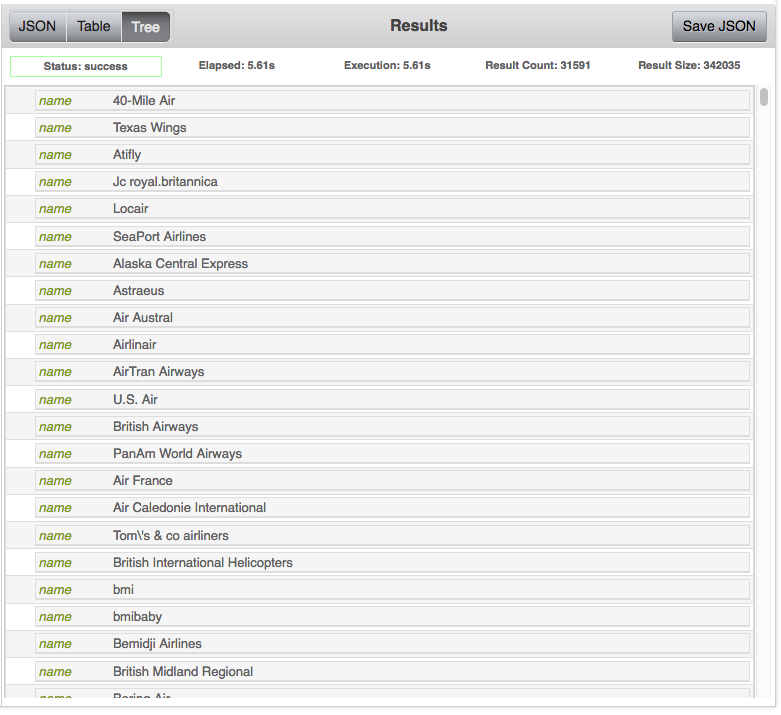 JSON Table Tree Results Save JSON
Status: success Elapsed: 5.61s Execution: 5.61s Result Count: 31591 Result Size: 342035
name 40-Mile Air
name Texas Wings
name Atifly
name Jc royal.britannica
name Locair
name SeaPort Airlines
name Alaska Central Express
name Astraeus
name Air Austral
name Airlinair
name AirTran Airways
name U.S. Air
name British Airways
name PanAm World Airways
name Air France
name Air Caledonie International
name Tom\'s & co airliners
name British International Helicopters
name bmi
name bmibaby
name Bemidji Airlines
name British Midland Regional
name Bering Air